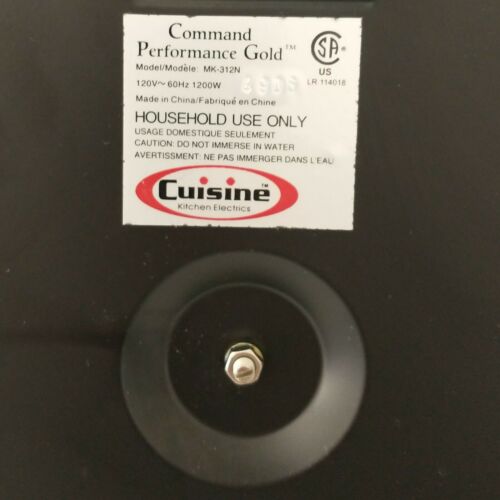 Command
Performance Gold™
Model/Modèle: MK-312N
120V~ 60Hz 1200W
Made in China/Fabriqué en Chine
SA
US
LR 114018
HOUSEHOLD USE ONLY
USAGE DOMESTIQUE SEULEMENT
CAUTION: DO NOT IMMERSE IN WATER
AVERTISSEMENT: NE PAS IMMERGER DANS L'EAU
Cuisine™
Kitchen Electrics